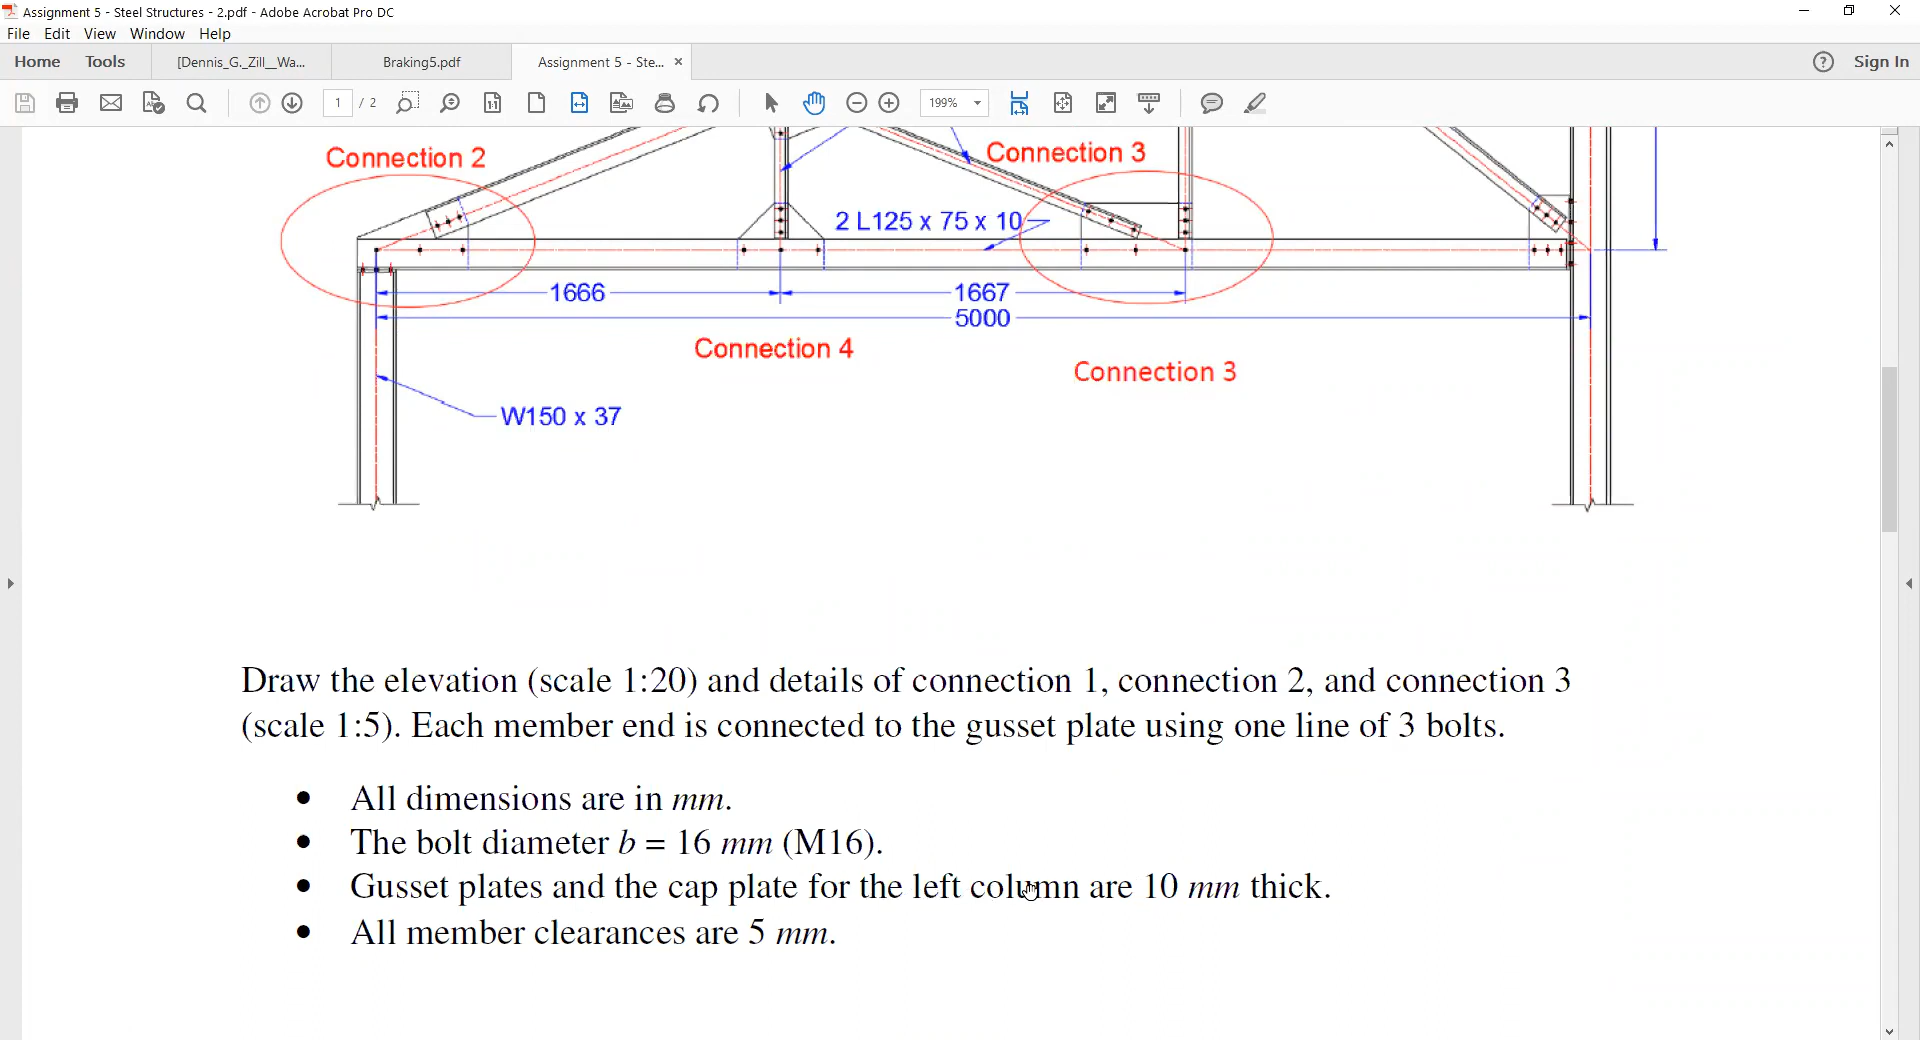 Assignment 5 - Steel Structures - 2.pdf - Adobe Acrobat Pro DC
File Edit View Window Help
Home Tools [Dennis_G._Zill__Wa... Braking5.pdf Assignment 5 - Ste... × Sign In
1 / 2 199%
Connection 2
Connection 3
2 L125 x 75 x 10
1666 1667
5000
Connection 4
Connection 3
W150 x 37
Draw the elevation (scale 1:20) and details of connection 1, connection 2, and connection 3
(scale 1:5). Each member end is connected to the gusset plate using one line of 3 bolts.
• All dimensions are in mm.
• The bolt diameter b = 16 mm (M16).
• Gusset plates and the cap plate for the left column are 10 mm thick.
• All member clearances are 5 mm.